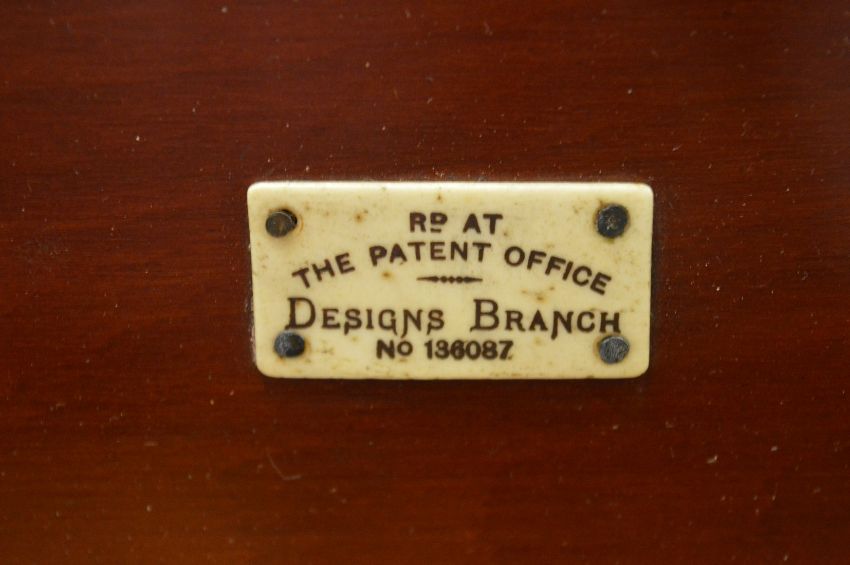 RD AT
THE PATENT OFFICE
DESIGNS BRANCH
NO 136087